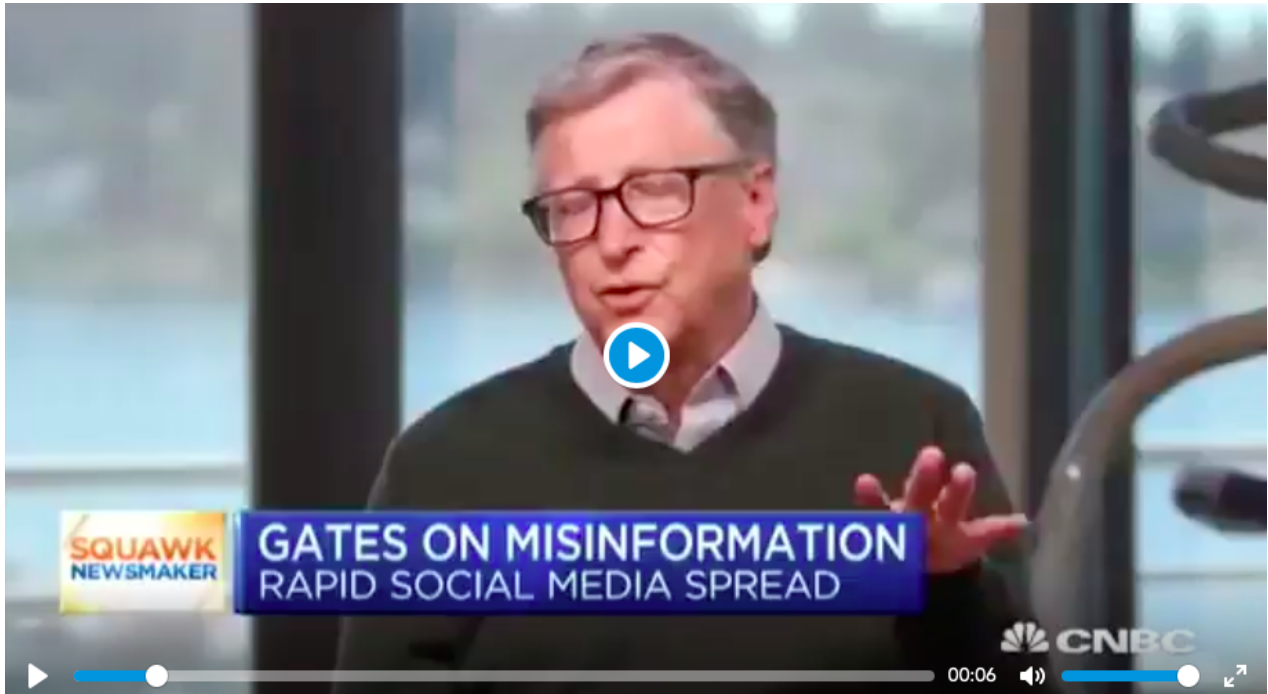 SQUAWK
NEWSMAKER
GATES ON MISINFORMATION
RAPID SOCIAL MEDIA SPREAD
CNBC
00:06